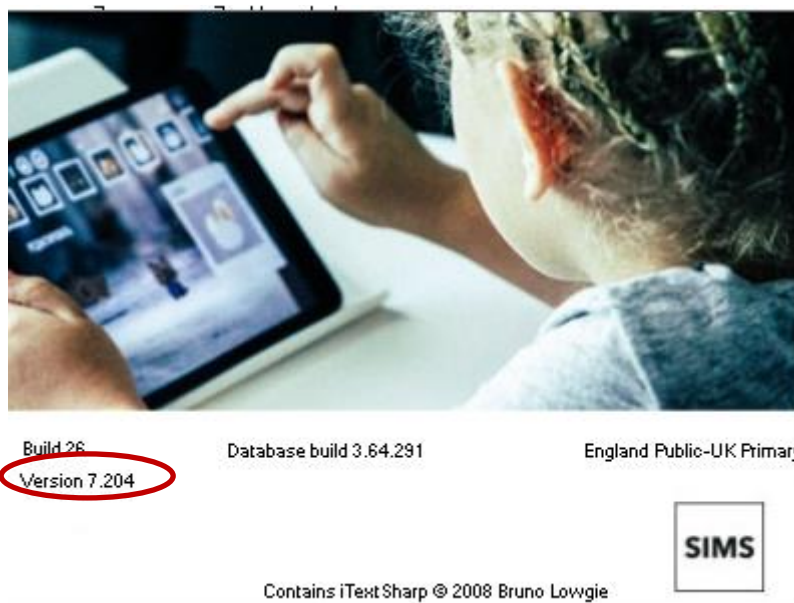 Build 26 Database build 3.64.291 England Public-UK Primary
Version 7.204
SIMS
Contains iTextSharp © 2008 Bruno Lowgie